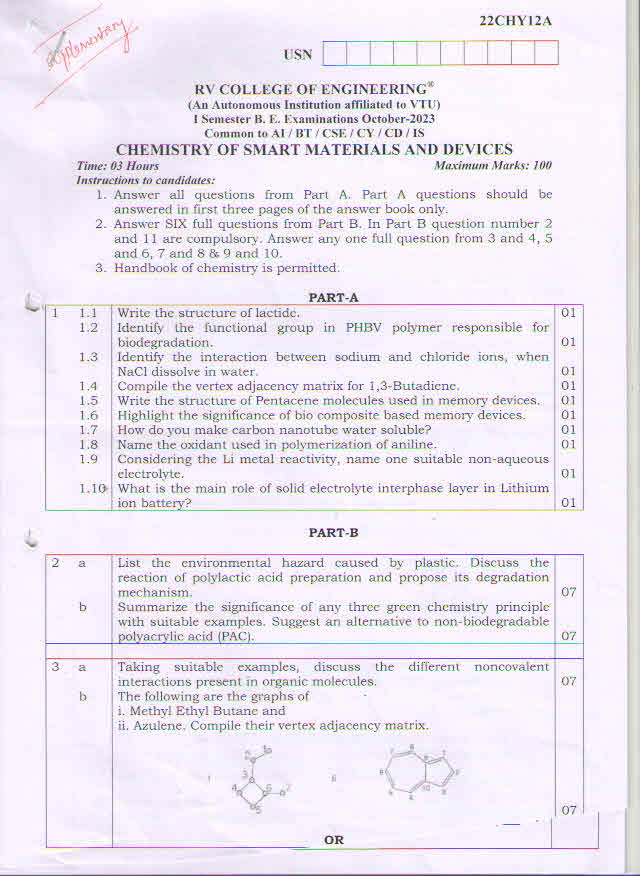 22CHY12A
Supplementary
USN
RV COLLEGE OF ENGINEERING®
(An Autonomous Institution affiliated to VTU)
I Semester B. E. Examinations October-2023
Common to AI / BT / CSE / CY / CD / IS
CHEMISTRY OF SMART MATERIALS AND DEVICES
Time: 03 Hours Maximum Marks: 100
Instructions to candidates:
1. Answer all questions from Part A. Part A questions should be
answered in first three pages of the answer book only.
2. Answer SIX full questions from Part B. In Part B question number 2
and 11 are compulsory. Answer any one full question from 3 and 4, 5
and 6, 7 and 8 & 9 and 10.
3. Handbook of chemistry is permitted.
PART-A
1 1.1 Write the structure of lactide. 01
1.2 Identify the functional group in PHBV polymer responsible for
biodegradation. 01
1.3 Identify the interaction between sodium and chloride ions, when
NaCl dissolve in water. 01
1.4 Compile the vertex adjacency matrix for 1,3-Butadiene. 01
1.5 Write the structure of Pentacene molecules used in memory devices. 01
1.6 Highlight the significance of bio composite based memory devices. 01
1.7 How do you make carbon nanotube water soluble? 01
1.8 Name the oxidant used in polymerization of aniline. 01
1.9 Considering the Li metal reactivity, name one suitable non-aqueous
electrolyte. 01
1.10 What is the main role of solid electrolyte interphase layer in Lithium
ion battery? 01
PART-B
2 a List the environmental hazard caused by plastic. Discuss the
reaction of polylactic acid preparation and propose its degradation
mechanism. 07
b Summarize the significance of any three green chemistry principle
with suitable examples. Suggest an alternative to non-biodegradable
polyacrylic acid (PAC). 07
3 a Taking suitable examples, discuss the different noncovalent
interactions present in organic molecules. 07
b The following are the graphs of
i. Methyl Ethyl Butane and
ii. Azulene. Compile their vertex adjacency matrix.
07
OR